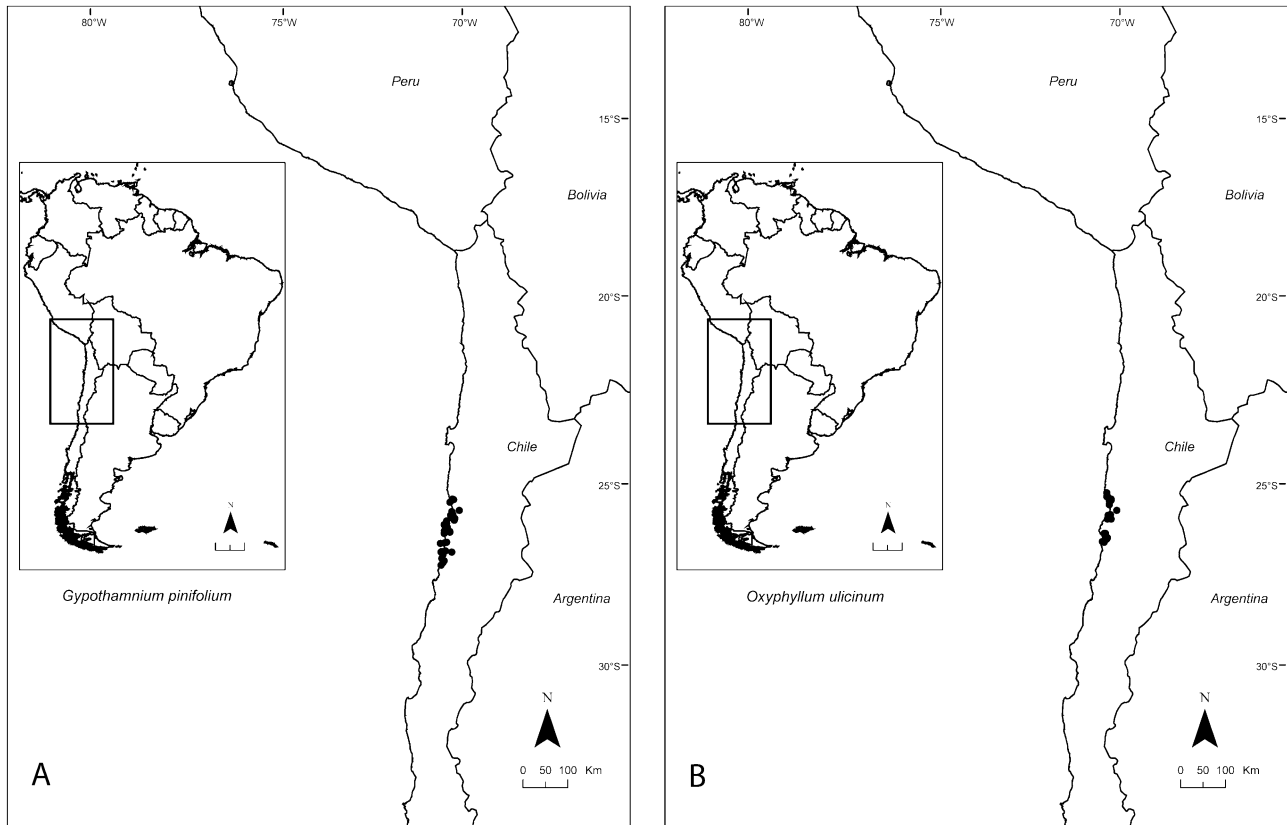 80°W 75°W 70°W
Peru
15°S
Bolivia
20°S
Chile
25°S
N
Gypothamnium pinifolium
Argentina
30°S
N
0 50 100 Km
A
80°W 75°W 70°W
Peru
15°S
Bolivia
20°S
Chile
25°S
N
Oxyphyllum ulicinum
Argentina
30°S
N
0 50 100 Km
B